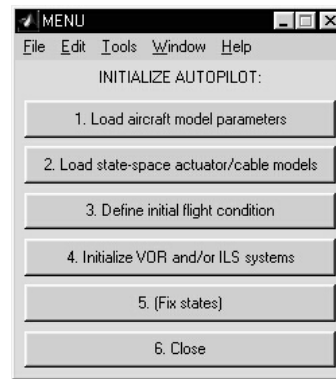 MENU
File Edit Tools Window Help
INITIALIZE AUTOPILOT:
1. Load aircraft model parameters
2. Load state-space actuator/cable models
3. Define initial flight condition
4. Initialize VOR and/or ILS systems
5. (Fix states)
6. Close